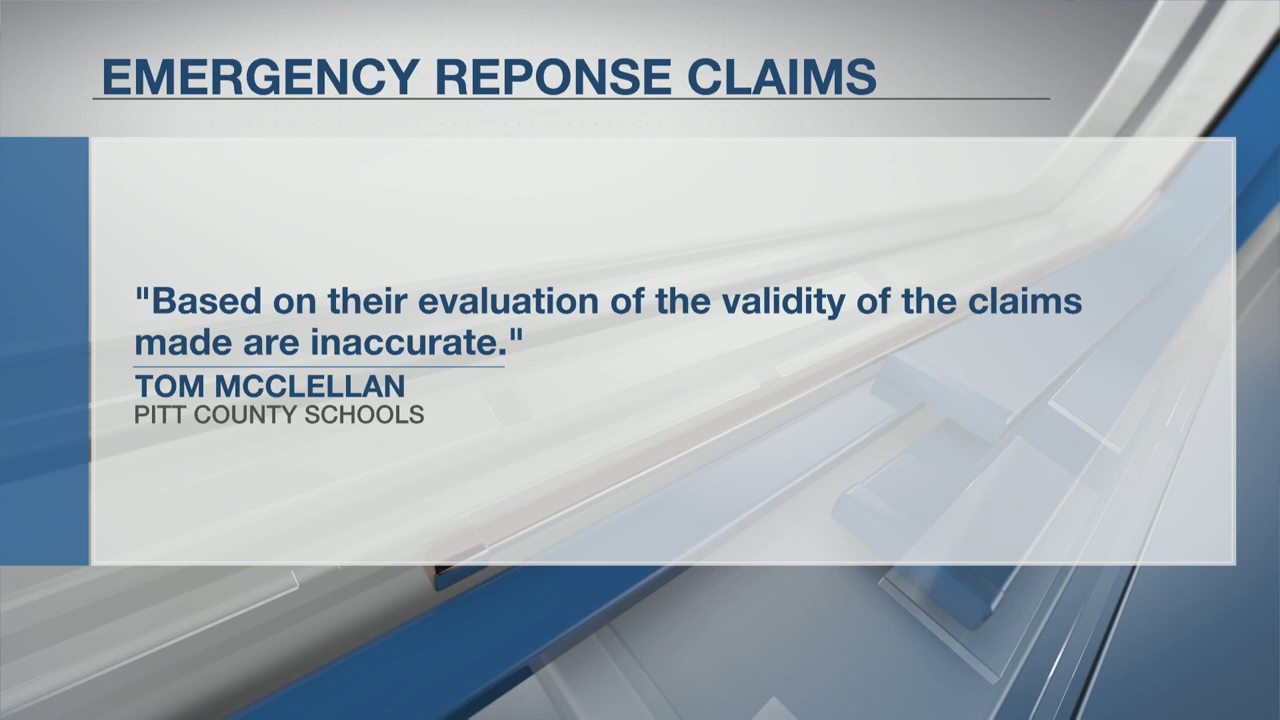 EMERGENCY REPONSE CLAIMS
"Based on their evaluation of the validity of the claims
made are inaccurate."
TOM MCCLELLAN
PITT COUNTY SCHOOLS